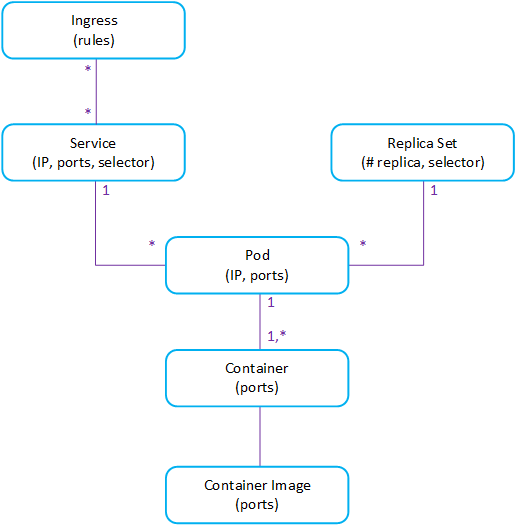 Ingress
(rules)
*
*
Service
(IP, ports, selector)
Replica Set
(# replica, selector)
1
1
*
*
Pod
(IP, ports)
1
1,*
Container
(ports)
Container Image
(ports)